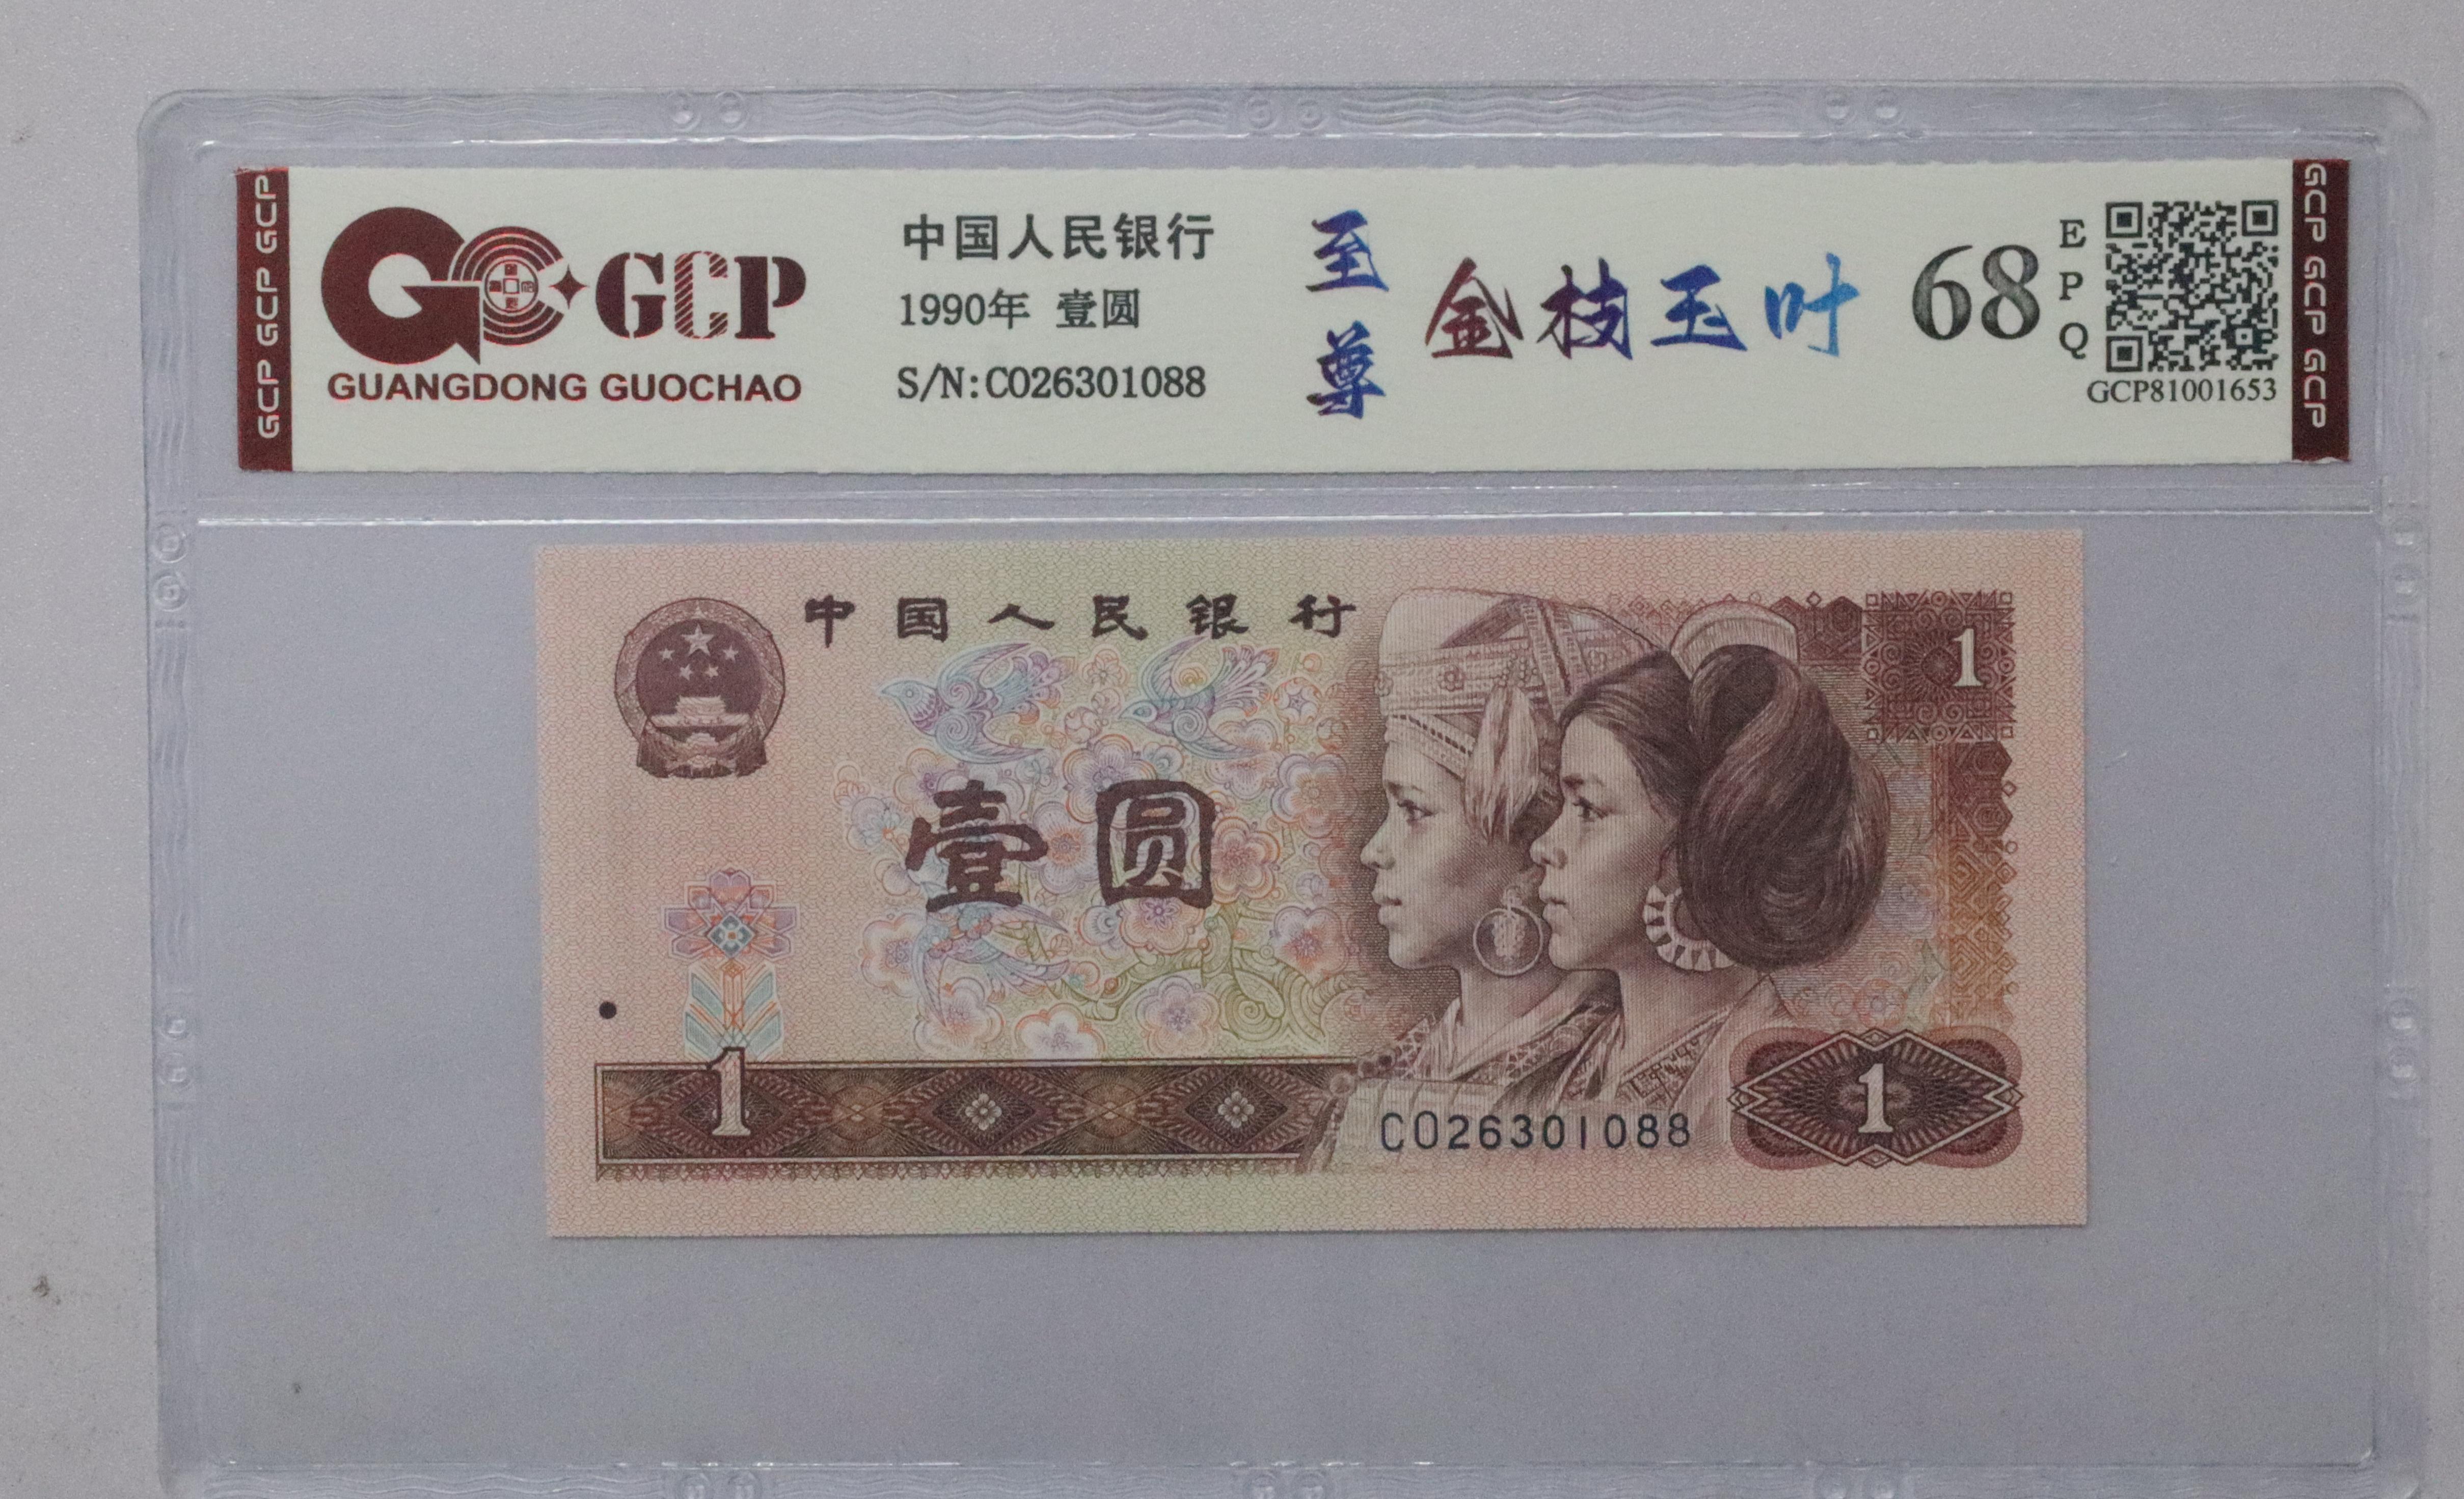 GCP GCP GCP
GCP
GUANGDONG GUOCHAO
中国人民银行
1990年 壹圆
S/N:CO26301088
至尊
金枝玉叶
68
EPQ
GCP81001653
GCP GCP GCP
中国人民银行
1
壹圆
1
CO26301088
1